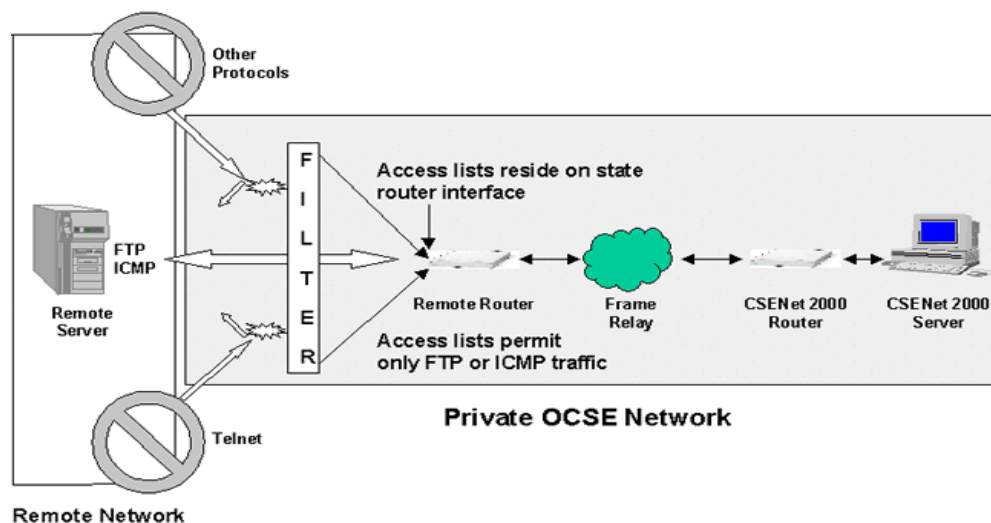 Other
Protocols
FILTER
Access lists reside on state
router interface
FTP
ICMP
Remote
Server
Remote Router
Frame
Relay
CSENet 2000
Router
CSENet 2000
Server
Access lists permit
only FTP or ICMP traffic
Private OCSE Network
Telnet
Remote Network